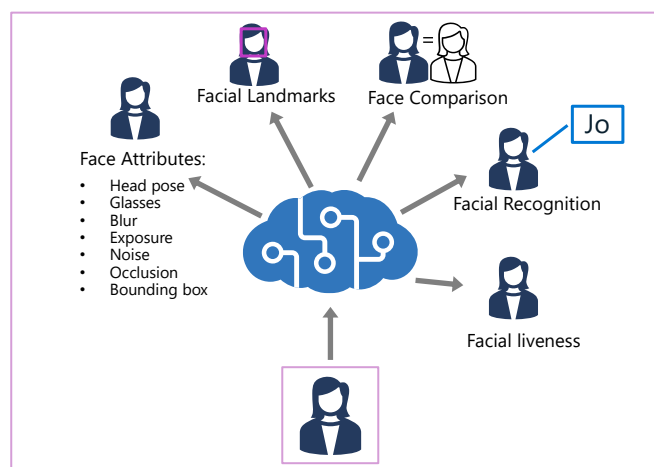 Facial Landmarks
=
Face Comparison
Jo
Face Attributes:
• Head pose
• Glasses
• Blur
• Exposure
• Noise
• Occlusion
• Bounding box
Facial Recognition
Facial liveness